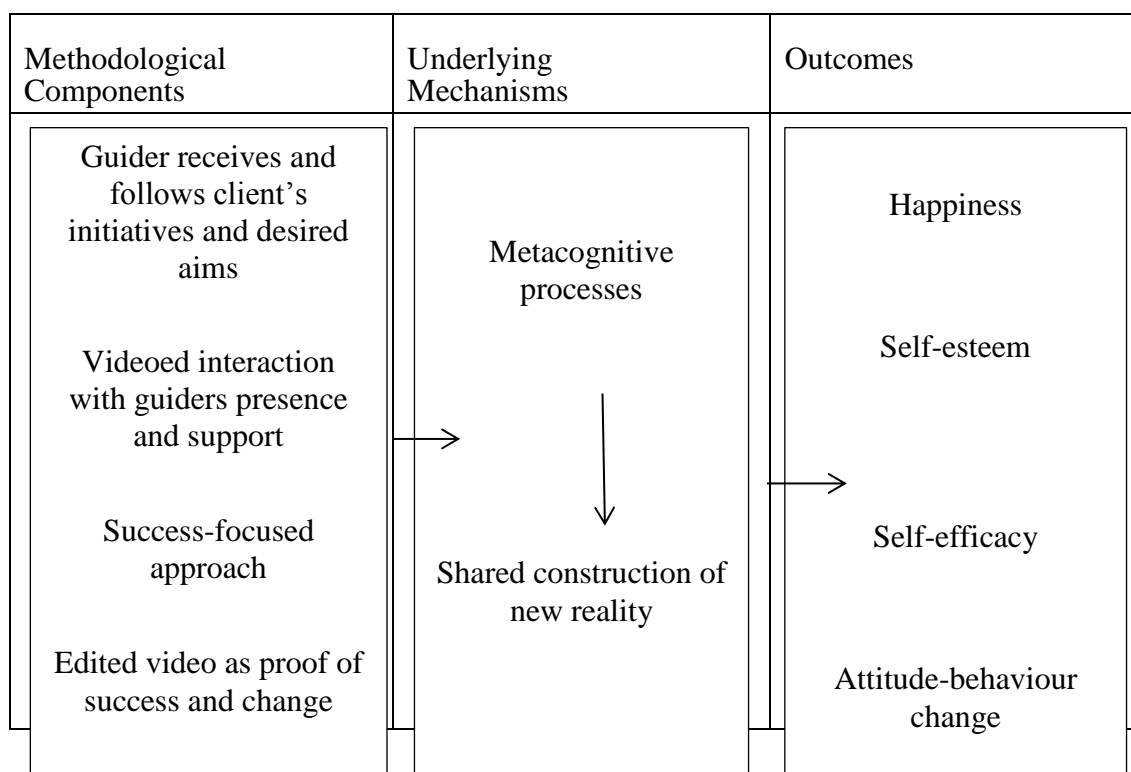 Methodological
Components
Underlying
Mechanisms
Outcomes
Guider receives and
follows client’s
initiatives and desired
aims
Videoed interaction
with guiders presence
and support
Success-focused
approach
Edited video as proof of
success and change
Metacognitive
processes
Shared construction of
new reality
Happiness
Self-esteem
Self-efficacy
Attitude-behaviour
change